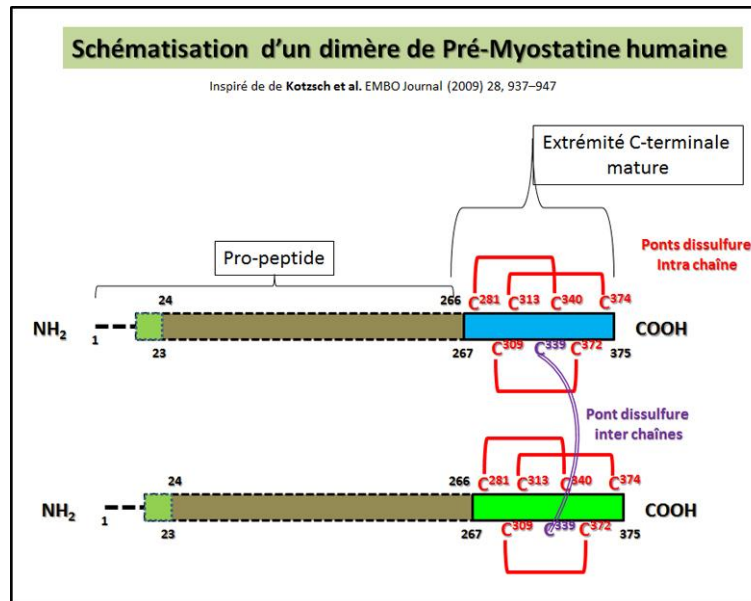 Schématisation d'un dimère de Pré-Myostatine humaine
Inspiré de de Kotzsch et al. EMBO Journal (2009) 28, 937–947
Extrémité C-terminale
mature
Pro-peptide
Ponts dissulfure
Intra chaîne
24
266
C281
C313
C340
C374
NH2
1
COOH
23
267
C309
C339
C372
375
Pont dissulfure
inter chaînes
24
266
C281
C313
C340
C374
NH2
1
COOH
23
267
C309
C339
C372
375